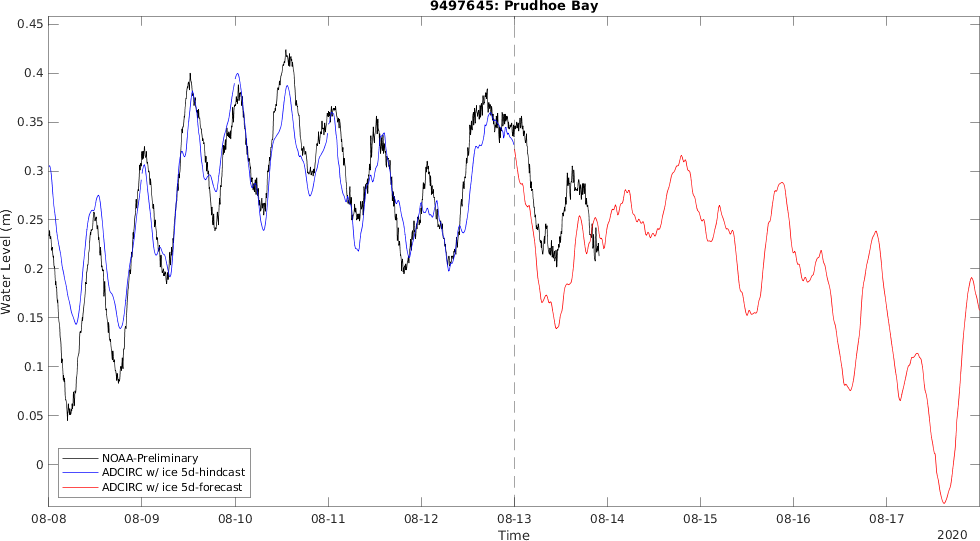 9497645: Prudhoe Bay
0.45
0.4
0.35
0.3
0.25
0.2
0.15
0.1
0.05
0
Water Level (m)
NOAA-Preliminary
ADCIRC w/ ice 5d-hindcast
ADCIRC w/ ice 5d-forecast
08-08 08-09 08-10 08-11 08-12 08-13 08-14 08-15 08-16 08-17
Time
2020